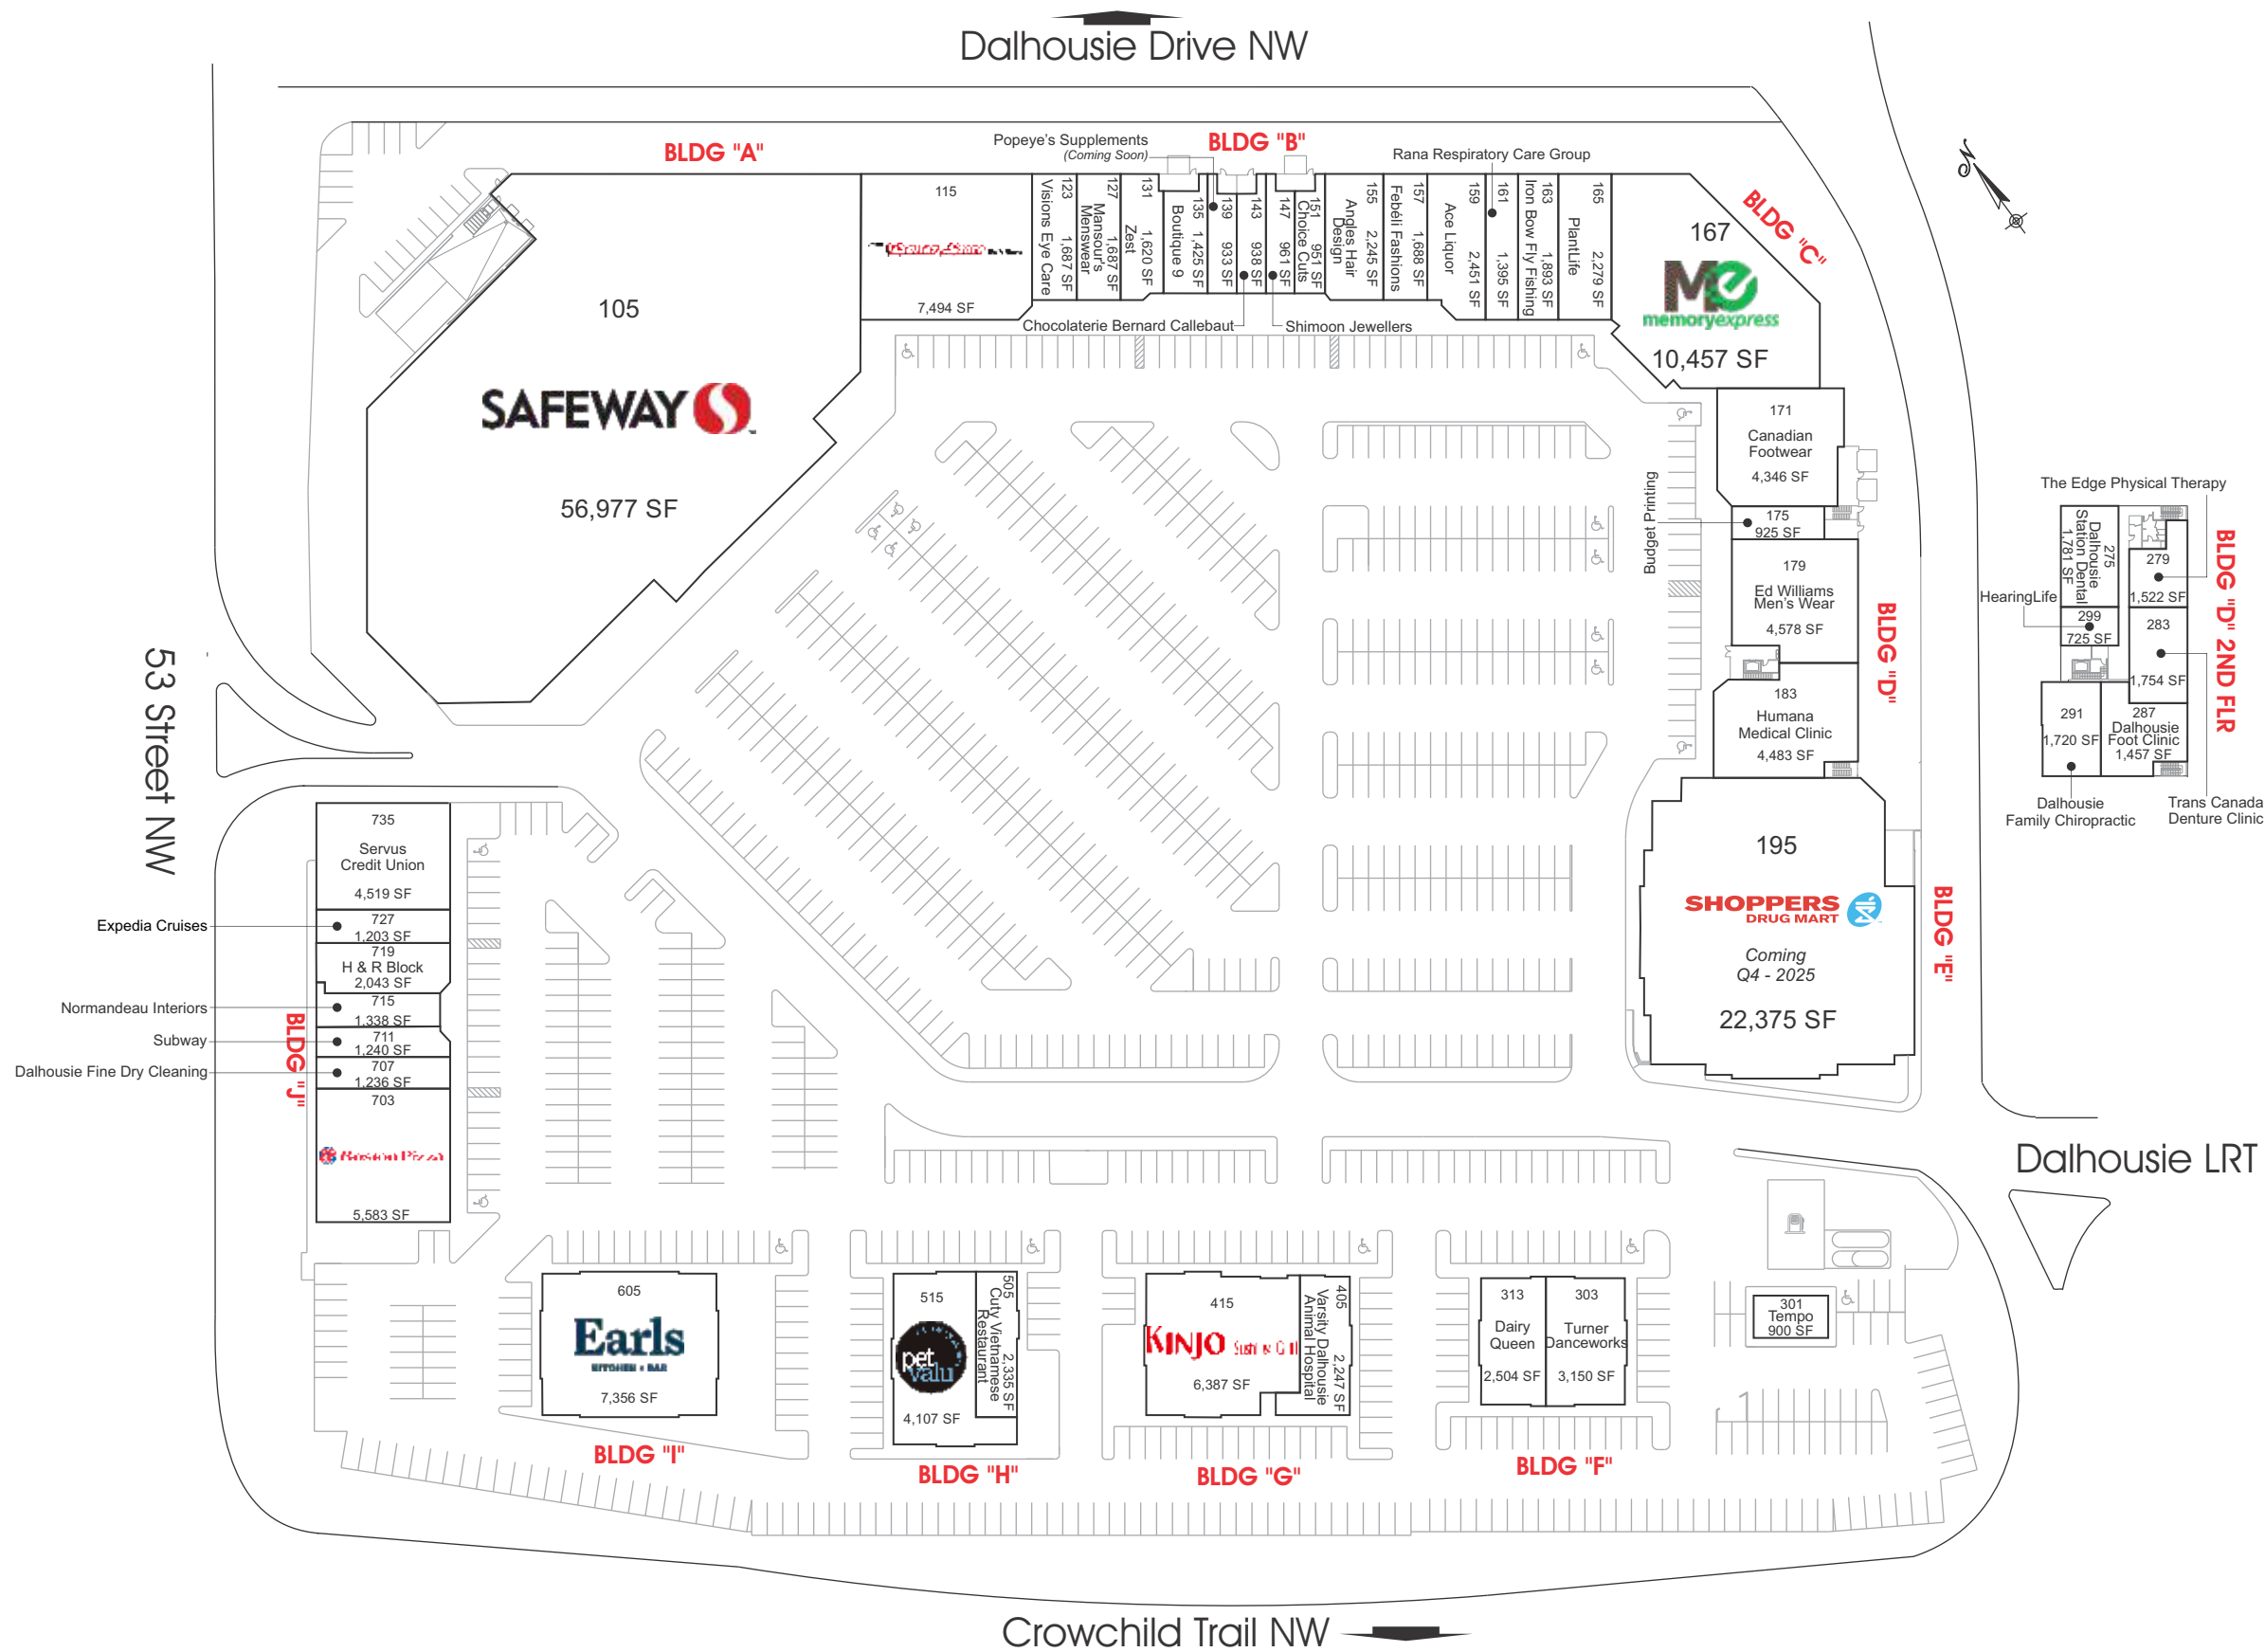 Dalhousie Drive NW
BLDG "A"
Popeye's Supplements
(Coming Soon)
BLDG "B"
Rana Respiratory Care Group
BLDG "C"
105
SAFEWAY
56,977 SF
115
7,494 SF
123 1,687 SF
Visions Eye Care
127 1,687 SF
Mansour's
Menswear
131 1,620 SF
Zest
135 1,425 SF
Boutique 9
139 933 SF
143 938 SF
147 961 SF
151 951 SF
Choice Cuts
155 2,245 SF
Angles Hair
Design
157 1,688 SF
Febéli Fashions
159 2,451 SF
Ace Liquor
161 1,395 SF
163 1,893 SF
Iron Bow Fly Fishing
165 2,279 SF
PlantLife
Chocolaterie Bernard Callebaut
Shimoon Jewellers
167
Me
memoryexpress
10,457 SF
N
171
Canadian
Footwear
4,346 SF
Budget Printing
175
925 SF
179
Ed Williams
Men's Wear
4,578 SF
183
Humana
Medical Clinic
4,483 SF
BLDG "D"
The Edge Physical Therapy
275
Dalhousie
Station Dental
1,781 SF
279
1,522 SF
HearingLife
299
725 SF
283
1,754 SF
291
1,720 SF
287
Dalhousie
Foot Clinic
1,457 SF
BLDG "D" 2ND FLR
Dalhousie
Family Chiropractic
Trans Canada
Denture Clinic
195
SHOPPERS
DRUG MART
Coming
Q4 - 2025
22,375 SF
BLDG "E"
53 Street NW
735
Servus
Credit Union
4,519 SF
Expedia Cruises
727
1,203 SF
719
H & R Block
2,043 SF
Normandeau Interiors
715
1,338 SF
Subway
711
1,240 SF
Dalhousie Fine Dry Cleaning
707
1,236 SF
703
Boston Pizza
5,583 SF
BLDG "J"
Dalhousie LRT
605
Earls
KITCHEN + BAR
7,356 SF
BLDG "I"
515
pet
valu
4,107 SF
505 2,335 SF
Cuty Vietnamese
Restaurant
BLDG "H"
415
KINJO Sushi & Grill
6,387 SF
405 2,247 SF
Varsity Dalhousie
Animal Hospital
BLDG "G"
313
Dairy
Queen
2,504 SF
303
Turner
Danceworks
3,150 SF
BLDG "F"
301
Tempo
900 SF
Crowchild Trail NW